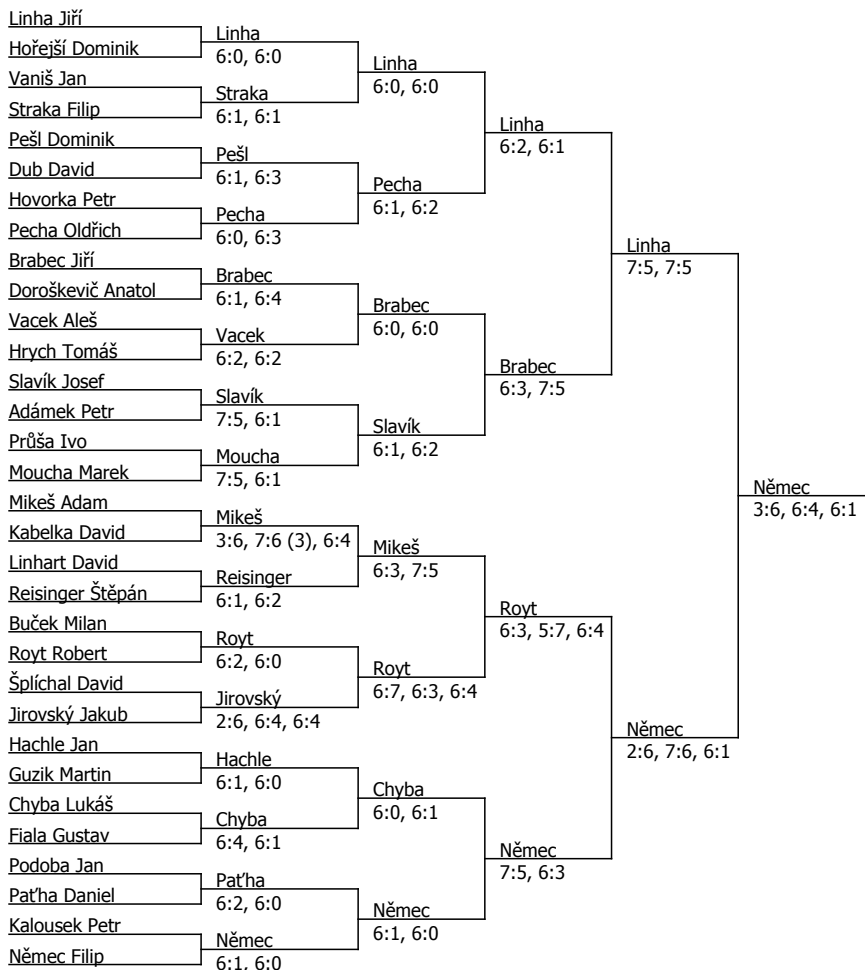 Linha Jiří
Hořejší Dominik
Vaniš Jan
Straka Filip
Pešl Dominik
Dub David
Hovorka Petr
Pecha Oldřich
Brabec Jiří
Doroškevič Anatol
Vacek Aleš
Hrych Tomáš
Slavík Josef
Adámek Petr
Průša Ivo
Moucha Marek
Mikeš Adam
Kabelka David
Linhart David
Reisinger Štěpán
Buček Milan
Royt Robert
Šplíchal David
Jirovský Jakub
Hachle Jan
Guzik Martin
Chyba Lukáš
Fiala Gustav
Podoba Jan
Paťha Daniel
Kalousek Petr
Němec Filip
Linha
6:0, 6:0
Straka
6:1, 6:1
Pešl
6:1, 6:3
Pecha
6:0, 6:3
Brabec
6:1, 6:4
Vacek
6:2, 6:2
Slavík
7:5, 6:1
Moucha
7:5, 6:1
Mikeš
3:6, 7:6 (3), 6:4
Reisinger
6:1, 6:2
Royt
6:2, 6:0
Jirovský
2:6, 6:4, 6:4
Hachle
6:1, 6:0
Chyba
6:4, 6:1
Paťha
6:2, 6:0
Němec
6:1, 6:0
Linha
6:0, 6:0
Pecha
6:1, 6:2
Brabec
6:0, 6:0
Slavík
6:1, 6:2
Mikeš
6:3, 7:5
Royt
6:7, 6:3, 6:4
Chyba
6:0, 6:1
Němec
6:1, 6:0
Linha
6:2, 6:1
Brabec
6:3, 7:5
Royt
6:3, 5:7, 6:4
Němec
7:5, 6:3
Linha
7:5, 7:5
Němec
2:6, 7:6, 6:1
Němec
3:6, 6:4, 6:1